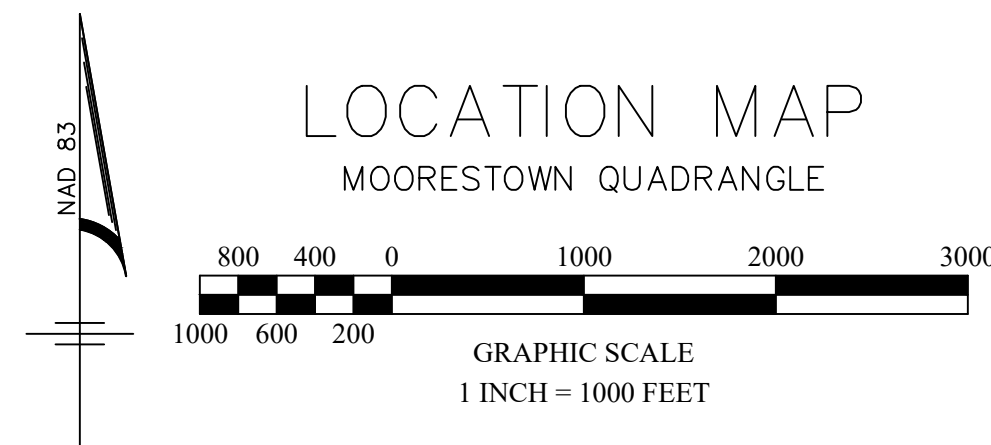 NAD 83
LOCATION MAP
MOORESTOWN QUADRANGLE
800 400 0 1000 2000 3000
1000 600 200
GRAPHIC SCALE
1 INCH = 1000 FEET